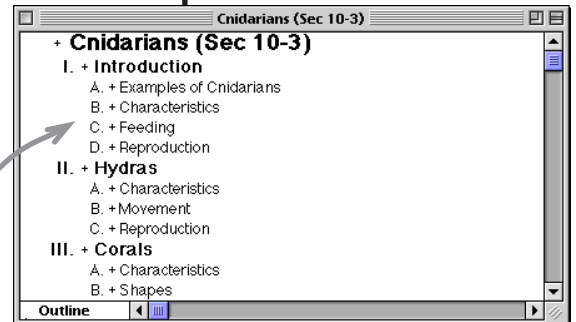 Cnidarians (Sec 10-3)
+ Cnidarians (Sec 10-3)
I. + Introduction
A. + Examples of Cnidarians
B. + Characteristics
C. + Feeding
D. + Reproduction
II. + Hydras
A. + Characteristics
B. + Movement
C. + Reproduction
III. + Corals
A. + Characteristics
B. + Shapes
Outline